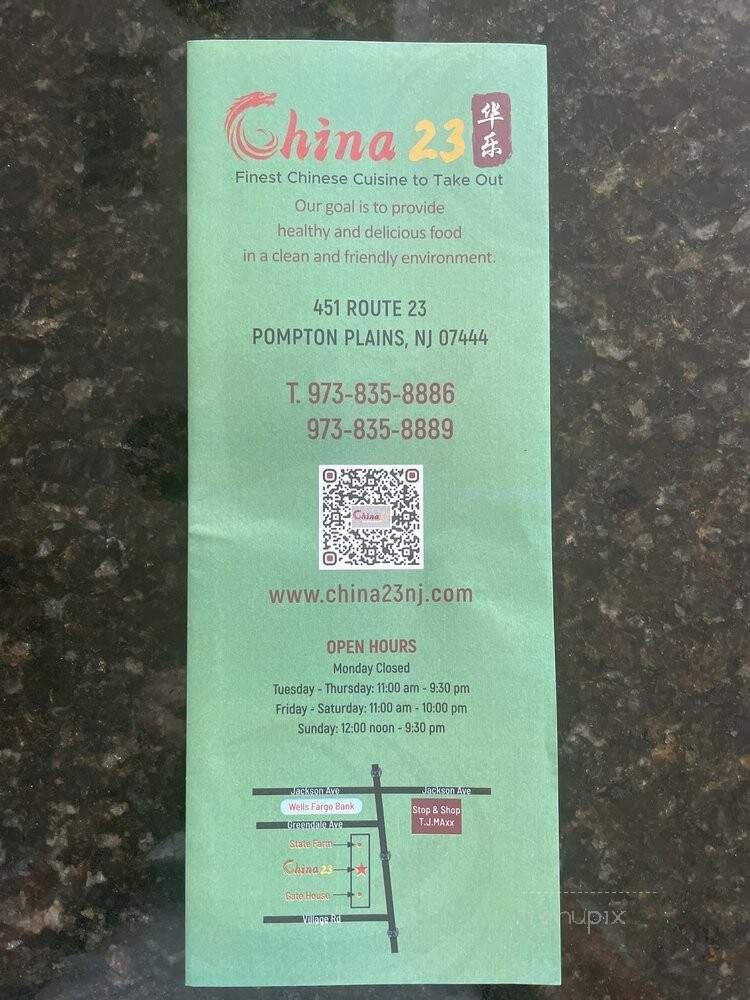 China 23 华乐
Finest Chinese Cuisine to Take Out
Our goal is to provide
healthy and delicious food
in a clean and friendly environment.
451 ROUTE 23
POMPTON PLAINS, NJ 07444
T. 973-835-8886
973-835-8889
China
www.china23nj.com
OPEN HOURS
Monday Closed
Tuesday - Thursday: 11:00 am - 9:30 pm
Friday - Saturday: 11:00 am - 10:00 pm
Sunday: 12:00 noon - 9:30 pm
Jackson Ave Jackson Ave
Wells Fargo Bank
Stop & Shop
T.J.MAxx
Greendale Ave
State Farm
China 23
Gate House
Village Rd